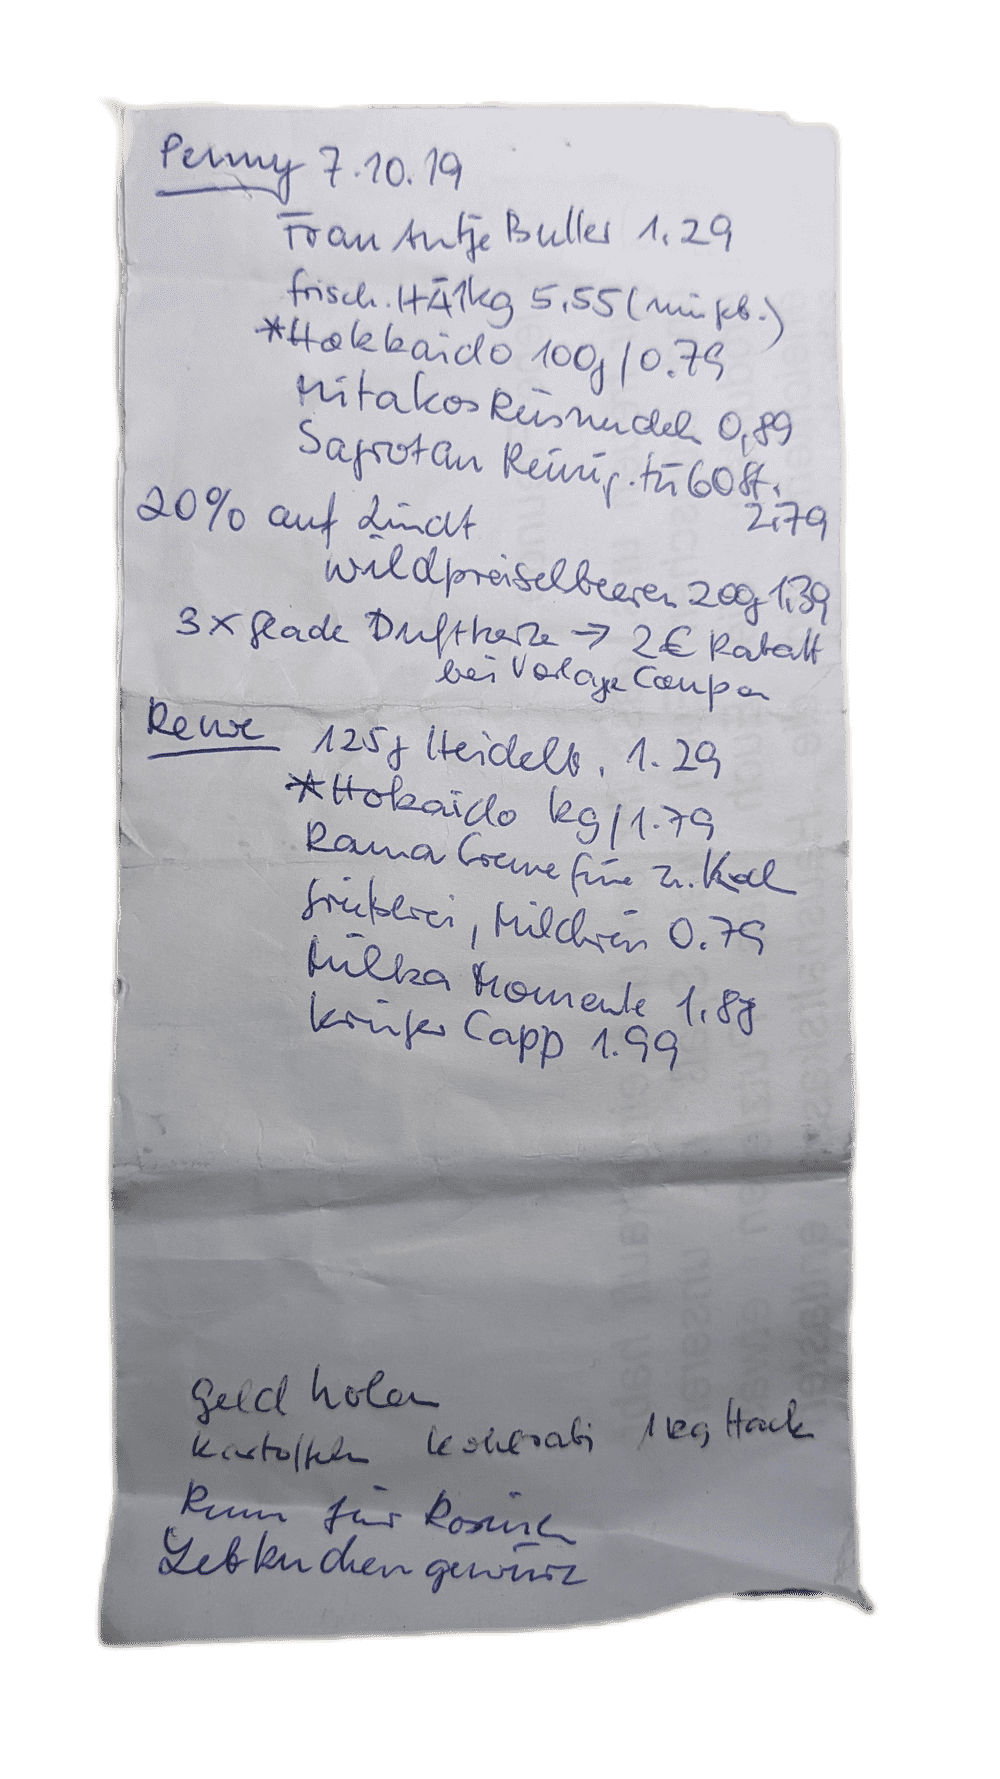 Penny 7.10.19
Frau Antje Butter 1.29
frisch. HÄ 1kg 5.55
*Hokkaido 100g/0.79
Mitakos Reisnudeln 0,89
Sagrotan Reinig.tü 60 St.
2.79
20% auf Lindt
Wildpreiselbeeren 200g 1,39
3x Glade Duftkerze → 2€ Rabatt
bei Vorlage Coupon
Rewe 125g Heidelb. 1.29
*Hokaido kg/1.79
Rama Creme fine z. Koch
Grießbrei, Milchreis 0.79
Milka Momente 1.89
Krüger Capp 1.99
Geld holen
Kartoffeln Kohlrabi 1 kg Hack
Rum für Rosinen
Lebkuchengewürz